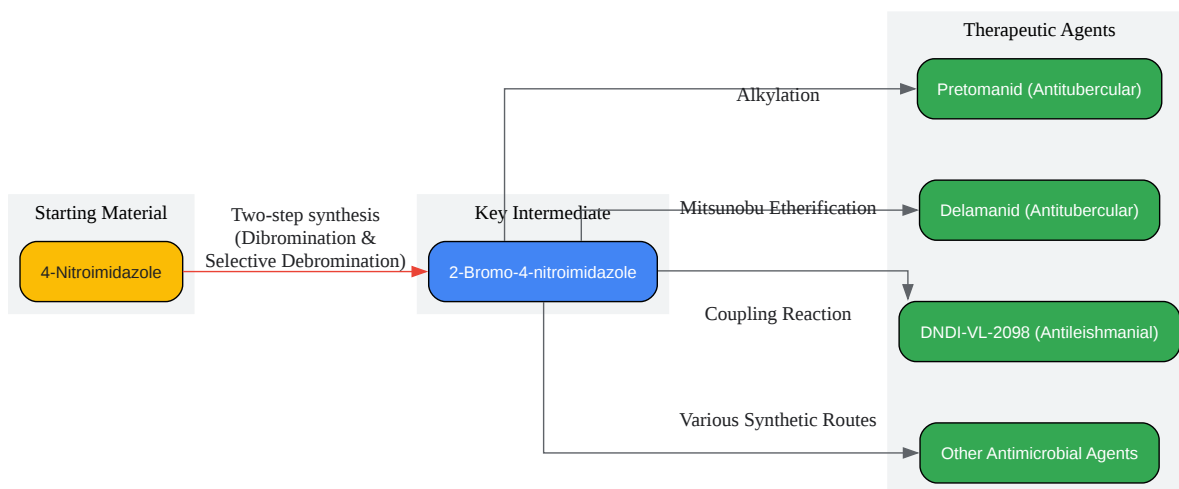 Starting Material
4-Nitroimidazole
Two-step synthesis
(Dibromination &
Selective Debromination)
Key Intermediate
2-Bromo-4-nitroimidazole
Alkylation
Mitsunobu Etherification
Coupling Reaction
Various Synthetic Routes
Therapeutic Agents
Pretomanid (Antitubercular)
Delamanid (Antitubercular)
DNDI-VL-2098 (Antileishmanial)
Other Antimicrobial Agents